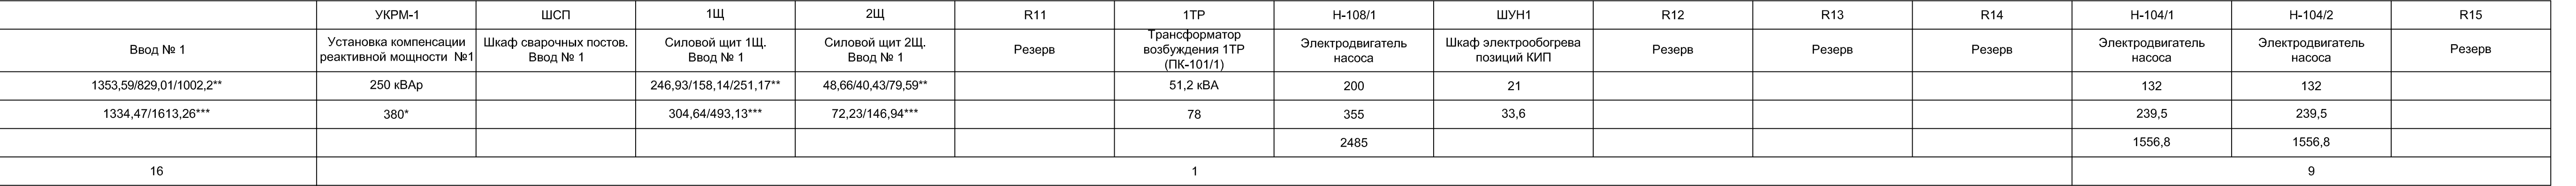 УКРМ-1 ШСП 1Щ 2Щ R11 1ТР Н-108/1 ШУН1 R12 R13 R14 Н-104/1 Н-104/2 R15
Ввод № 1
Установка компенсации
реактивной мощности №1
Шкаф сварочных постов.
Ввод № 1
Силовой щит 1Щ.
Ввод № 1
Силовой щит 2Щ.
Ввод № 1
Резерв
Трансформатор
возбуждения 1ТР
(ПК-101/1)
Электродвигатель
насоса
Шкаф электрообогрева
позиций КИП
Резерв
Резерв
Резерв
Электродвигатель
насоса
Электродвигатель
насоса
Резерв
1353,59/829,01/1002,2** 250 кВАр 246,93/158,14/251,17** 48,66/40,43/79,59** 51,2 кВА 200 21 132 132
1334,47/1613,26*** 380* 304,64/493,13*** 72,23/146,94*** 78 355 33,6 239,5 239,5
2485 1556,8 1556,8
16 1 9